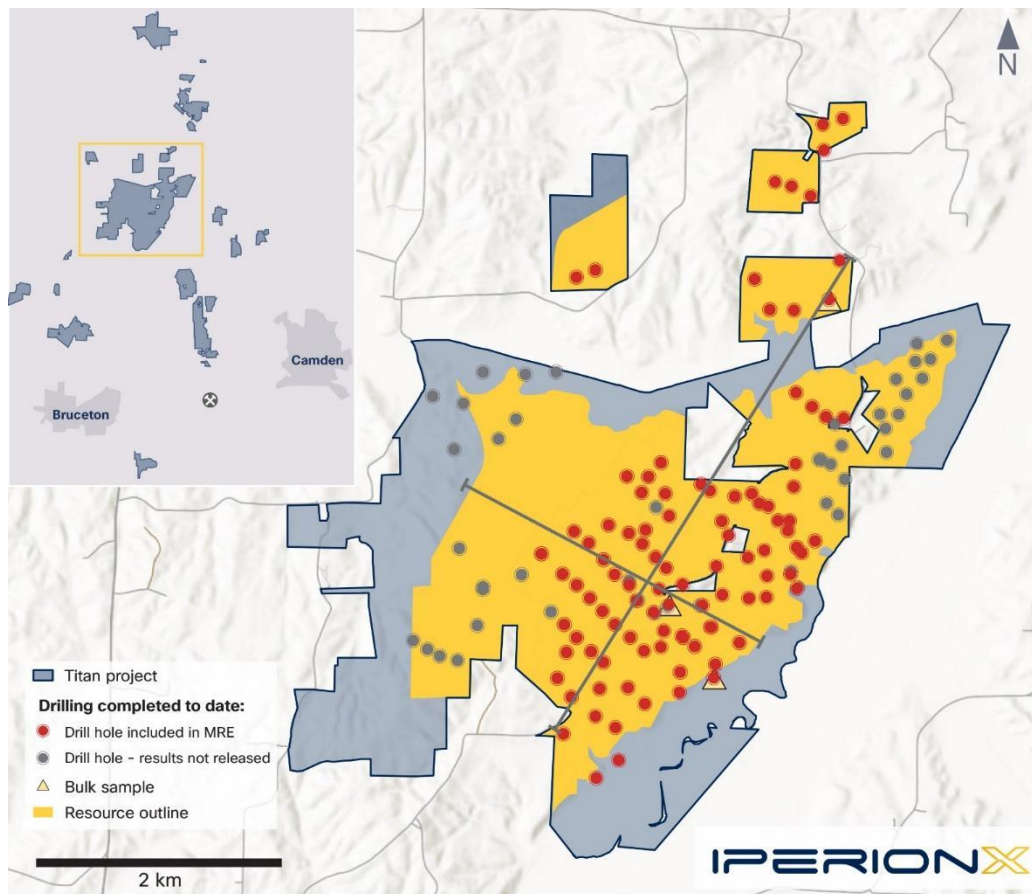 N
Camden
Bruceton
Titan project
Drilling completed to date:
Drill hole included in MRE
Drill hole - results not released
Bulk sample
Resource outline
2 km
IPERIONX